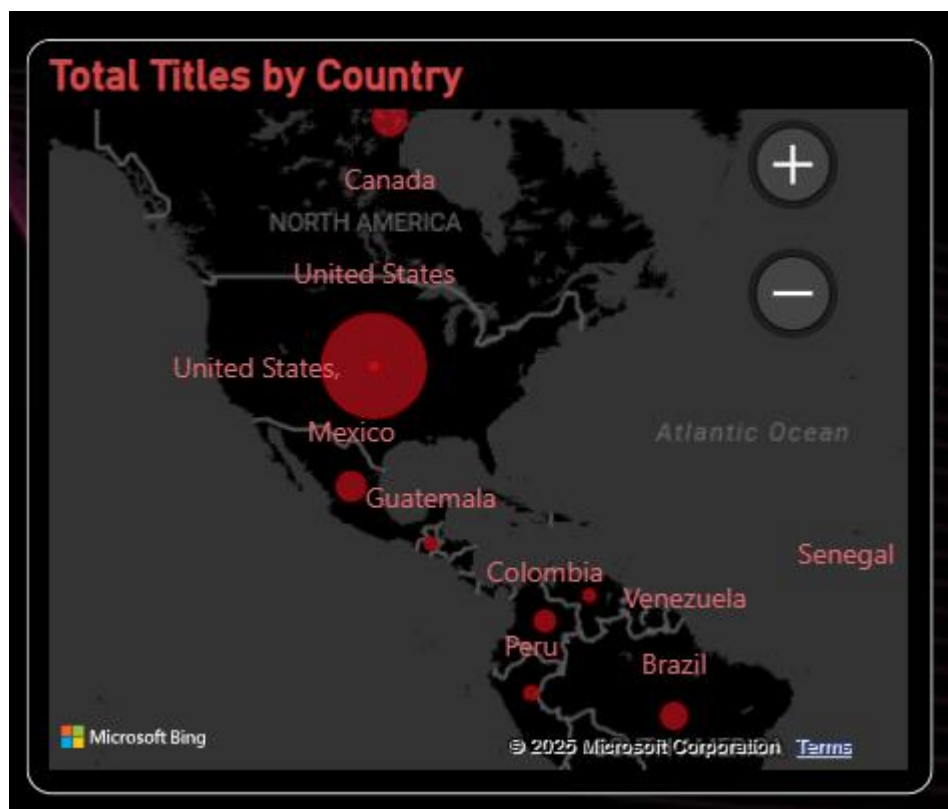 Total Titles by Country
Canada
NORTH AMERICA
United States
United States,
Mexico
Atlantic Ocean
Guatemala
Senegal
Colombia
Venezuela
Peru
Brazil
Microsoft Bing
© 2025 Microsoft Corporation Terms